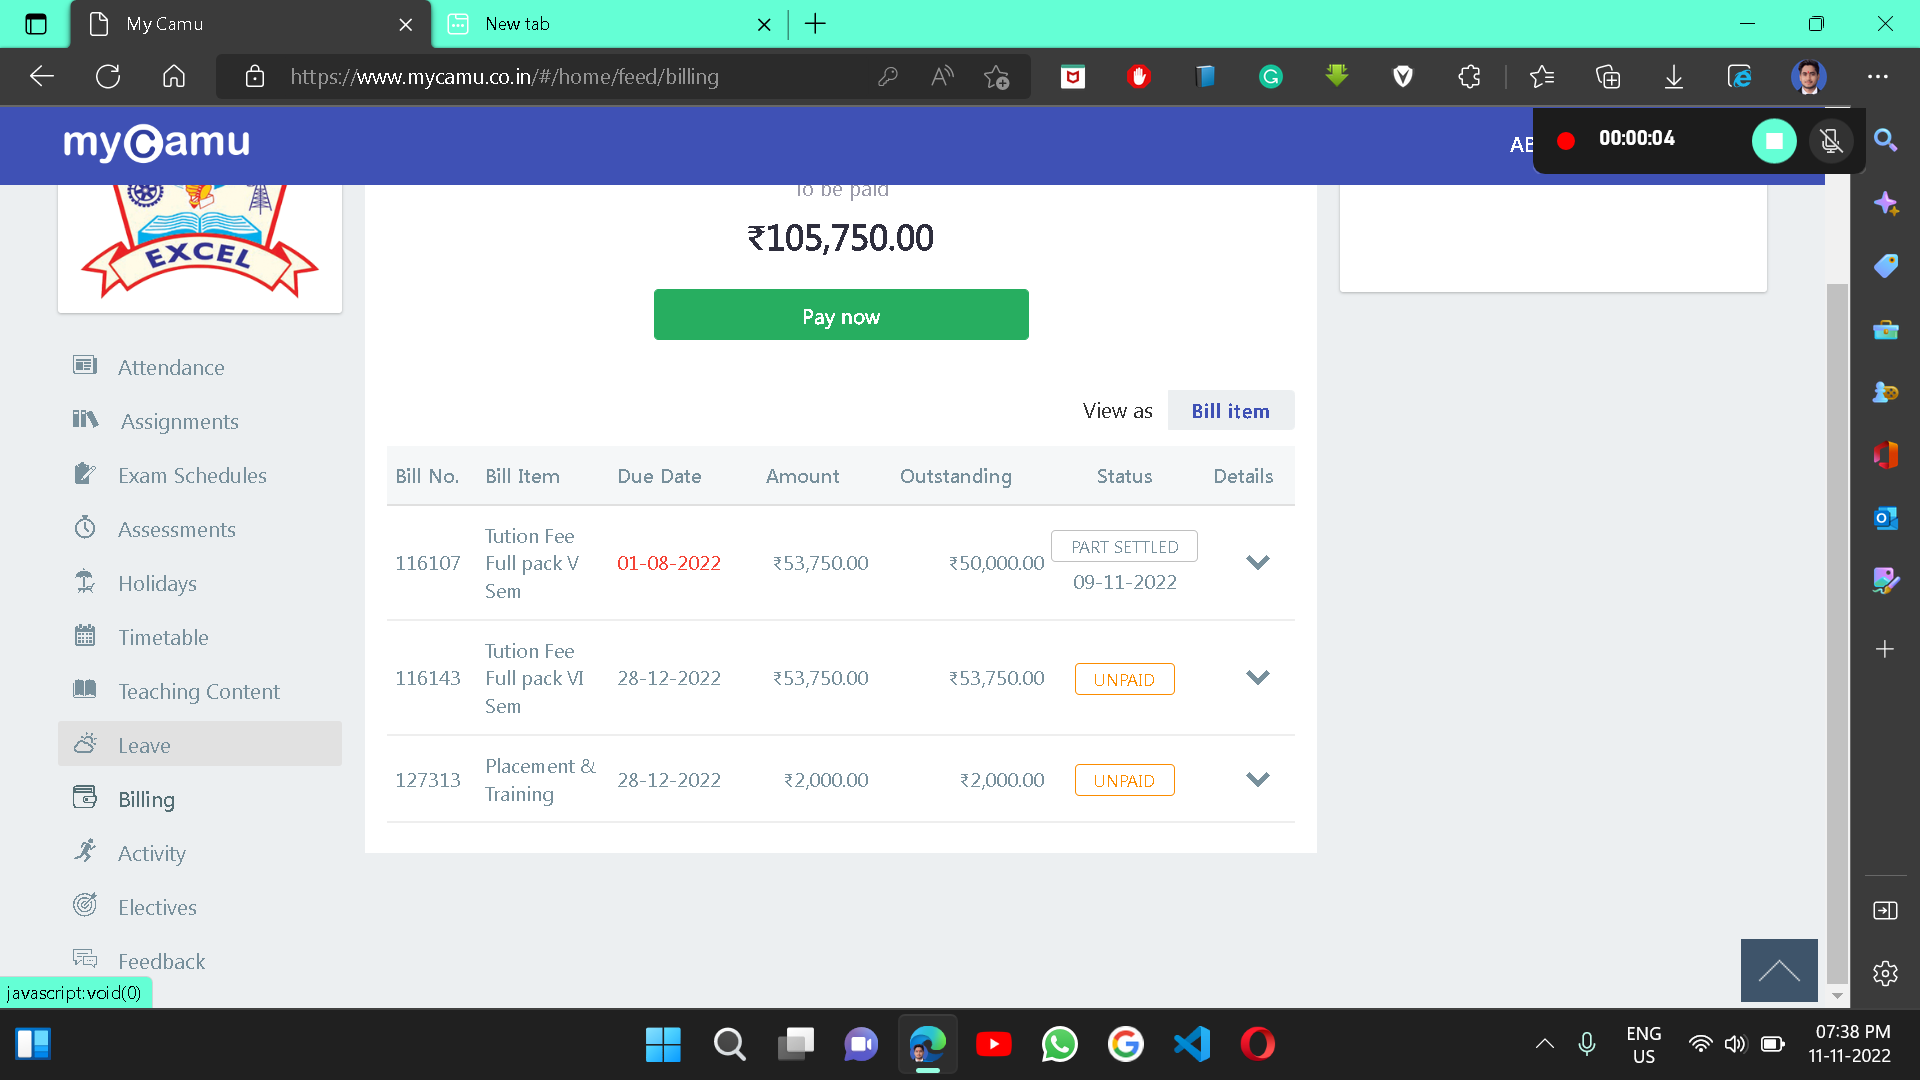 My Camu
New tab
https://www.mycamu.co.in/#/home/feed/billing
myCamu
AB
00:00:04
EXCEL
To be paid
₹105,750.00
Pay now
View as
Bill item
Attendance
Assignments
Exam Schedules
Assessments
Holidays
Timetable
Teaching Content
Leave
Billing
Activity
Electives
Feedback
Bill No. Bill Item Due Date Amount Outstanding Status Details
116107 Tution Fee Full pack V Sem 01-08-2022 ₹53,750.00 ₹50,000.00 PART SETTLED 09-11-2022
116143 Tution Fee Full pack VI Sem 28-12-2022 ₹53,750.00 ₹53,750.00 UNPAID
127313 Placement & Training 28-12-2022 ₹2,000.00 ₹2,000.00 UNPAID
javascript:void(0)
ENG
US
07:38 PM
11-11-2022